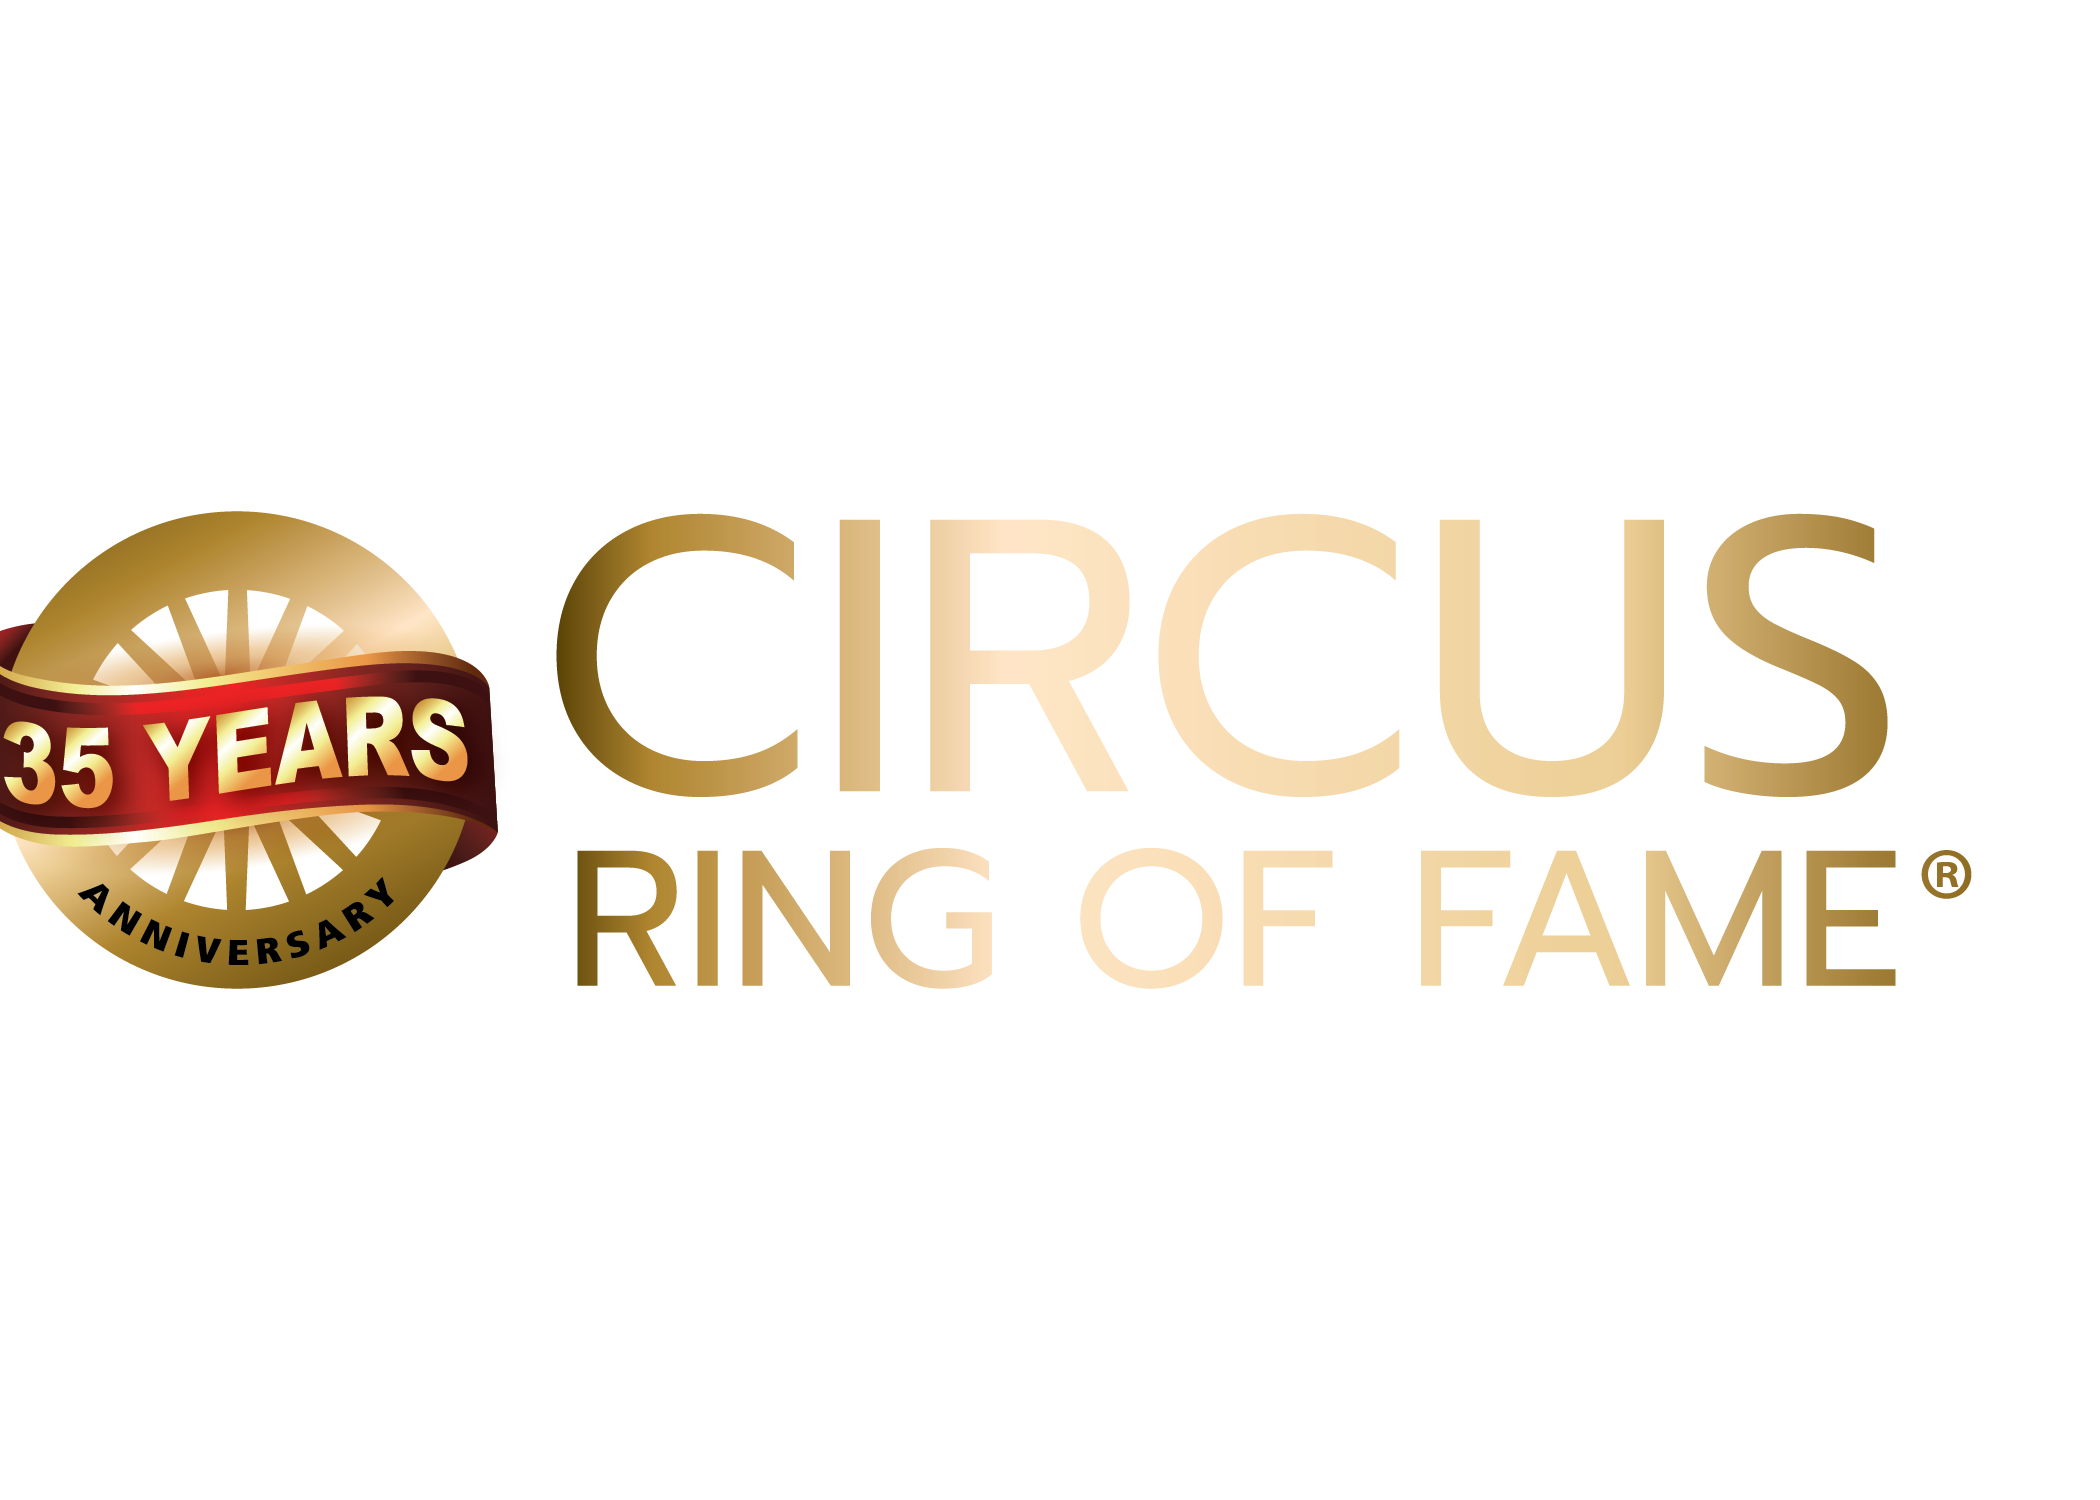 35 YEARS
ANNIVERSARY
CIRCUS
RING OF FAME®